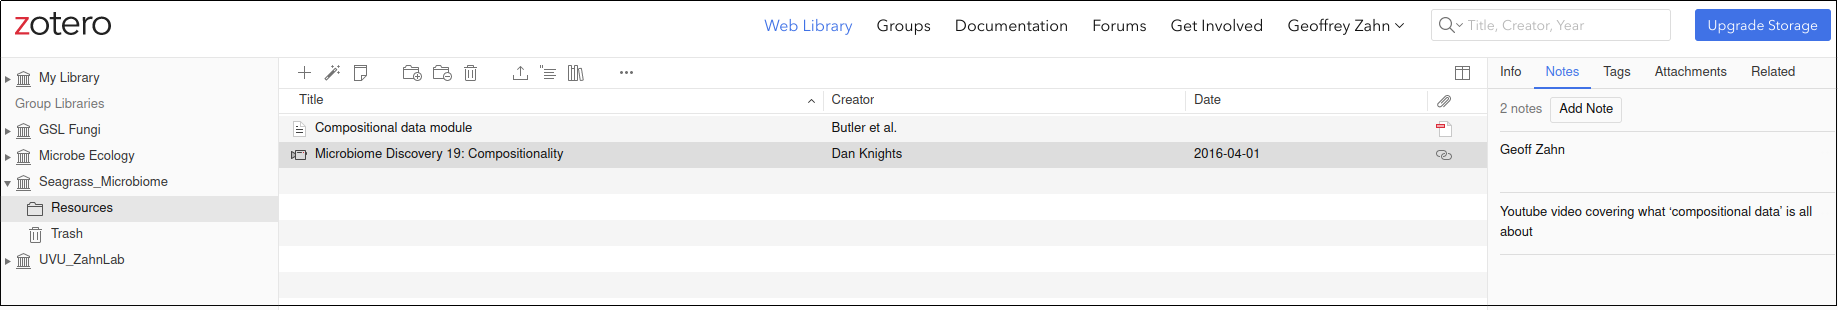 zotero
Web Library Groups Documentation Forums Get Involved Geoffrey Zahn Title, Creator, Year Upgrade Storage
My Library
Group Libraries
GSL Fungi
Microbe Ecology
Seagrass_Microbiome
Resources
Trash
UVU_ZahnLab
Title Creator Date
Compositional data module Butler et al.
Microbiome Discovery 19: Compositionality Dan Knights 2016-04-01
Info Notes Tags Attachments Related
2 notes Add Note
Geoff Zahn
Youtube video covering what ‘compositional data’ is all
about